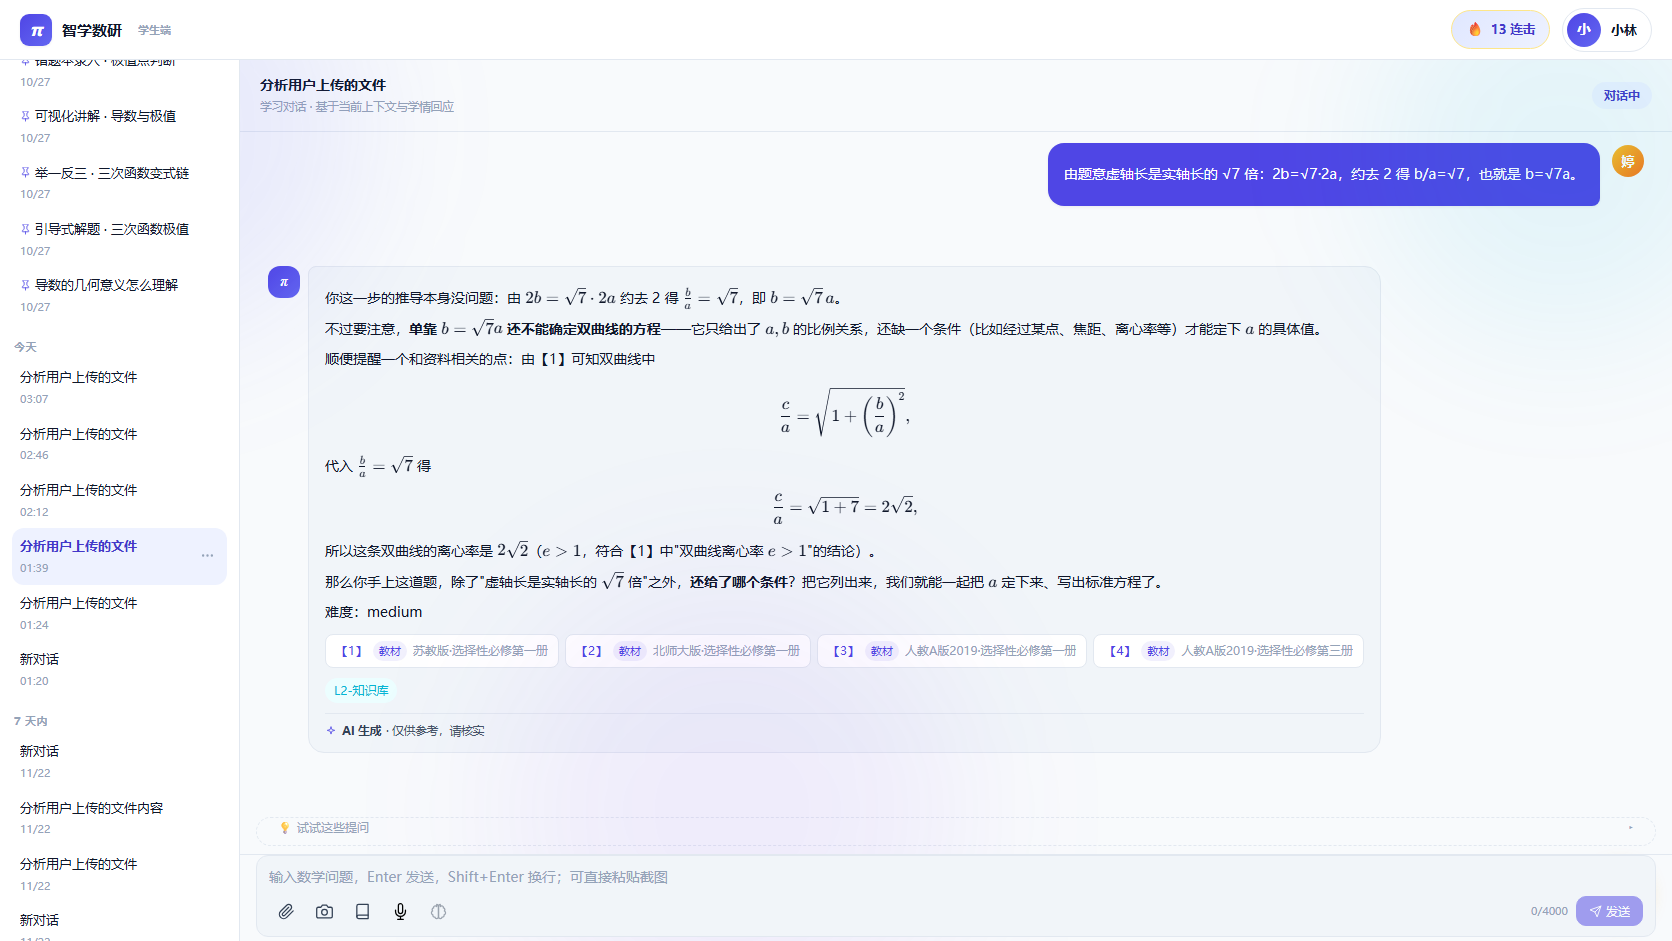 π 智学数研 学生端
13 连击
小 小林
错题本录入 · 极值点判断
10/27
可视化讲解 · 导数与极值
10/27
举一反三 · 三次函数变式链
10/27
引导式解题 · 三次函数极值
10/27
导数的几何意义怎么理解
10/27
今天
分析用户上传的文件
03:07
分析用户上传的文件
02:46
分析用户上传的文件
02:12
分析用户上传的文件
01:39
分析用户上传的文件
01:24
新对话
01:20
7 天内
新对话
11/22
分析用户上传的文件内容
11/22
分析用户上传的文件
11/22
新对话
分析用户上传的文件
学习对话 · 基于当前上下文与学情回应
对话中
由题意虚轴长是实轴长的 √7 倍：2b=√7·2a，约去 2 得 b/a=√7，也就是 b=√7a。
婷
π
你这一步的推导本身没问题：由 2b = √7 · 2a 约去 2 得 b/a = √7，即 b = √7 a。
不过要注意，单靠 b = √7a 还不能确定双曲线的方程——它只给出了 a, b 的比例关系，还缺一个条件（比如经过某点、焦距、离心率等）才能定下 a 的具体值。
顺便提醒一个和资料相关的点：由【1】可知双曲线中
c/a = √(1 + (b/a)²),
代入 b/a = √7 得
c/a = √(1 + 7) = 2√2,
所以这条双曲线的离心率是 2√2（e > 1，符合【1】中"双曲线离心率 e > 1"的结论）。
那么你手上这道题，除了"虚轴长是实轴长的 √7 倍"之外，还给了哪个条件？把它列出来，我们就能一起把 a 定下来、写出标准方程了。
难度：medium
【1】 教材 苏教版·选择性必修第一册
【2】 教材 北师大版·选择性必修第一册
【3】 教材 人教A版2019·选择性必修第一册
【4】 教材 人教A版2019·选择性必修第三册
L2-知识库
AI 生成 · 仅供参考，请核实
试试这些提问
输入数学问题，Enter 发送，Shift+Enter 换行；可直接粘贴截图
0/4000
发送